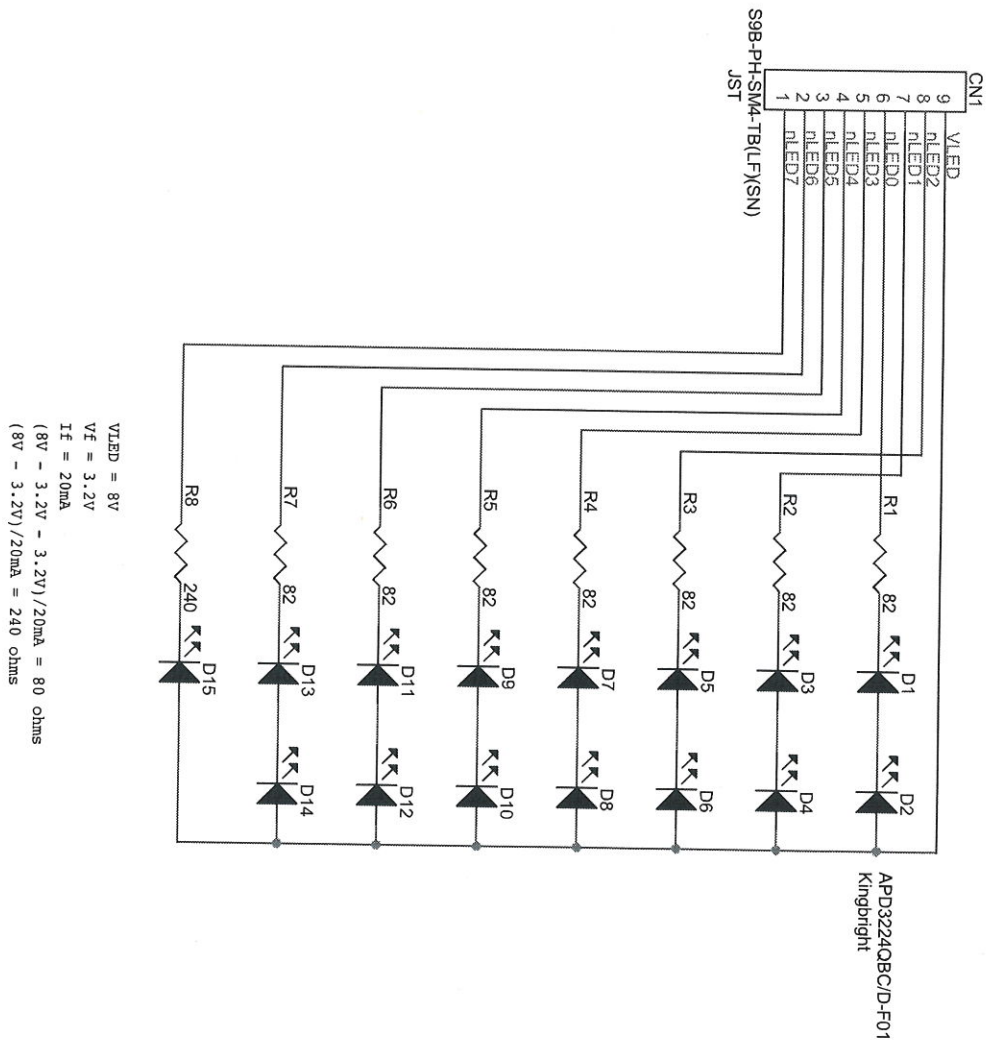 CN1
9 VLED
8 nLED2
7 nLED1
6 nLED0
5 nLED3
4 nLED4
3 nLED5
2 nLED6
1 nLED7
S9B-PH-SM4-TB(LF)(SN)
JST
R1 82 D1 D2
R2 82 D3 D4
R3 82 D5 D6
R4 82 D7 D8
R5 82 D9 D10
R6 82 D11 D12
R7 82 D13 D14
R8 240 D15
APD3224QBC/D-F01
Kingbright
VLED = 8V
Vf = 3.2V
If = 20mA
(8V - 3.2V - 3.2V)/20mA = 80 ohms
(8V - 3.2V)/20mA = 240 ohms